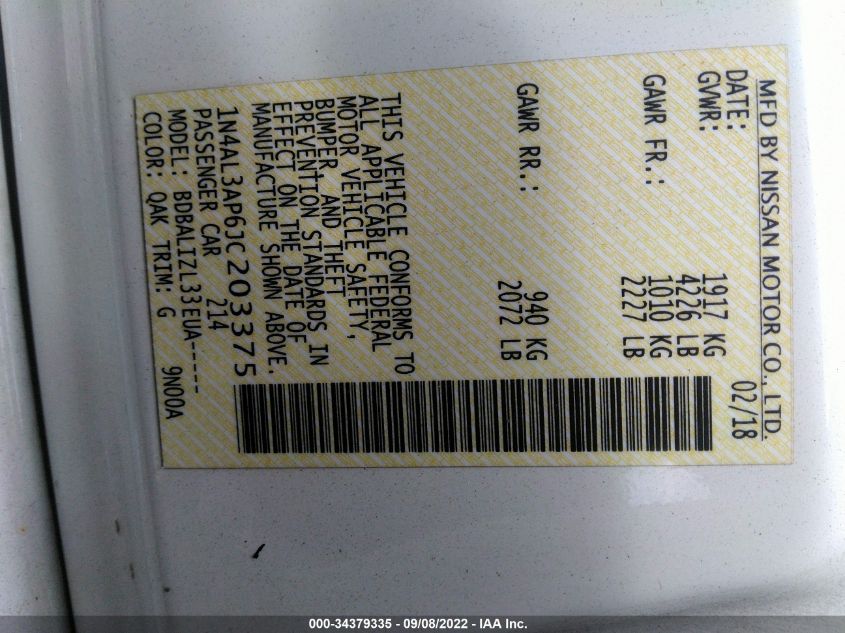 MFD BY NISSAN MOTOR CO., LTD.
DATE: 02/18
GVWR: 1917 KG
4226 LB
GAWR FR.: 1010 KG
2227 LB
GAWR RR.: 940 KG
2072 LB
THIS VEHICLE CONFORMS TO
ALL APPLICABLE FEDERAL
MOTOR VEHICLE SAFETY,
BUMPER, AND THEFT
PREVENTION STANDARDS IN
EFFECT ON THE DATE OF
MANUFACTURE SHOWN ABOVE.
1N4AL3AP6JC203375
PASSENGER CAR 214
MODEL: BDBALIZL33EUA-----
COLOR: QAK TRIM: G 9N00A
000-34379335 - 09/08/2022 - IAA Inc.